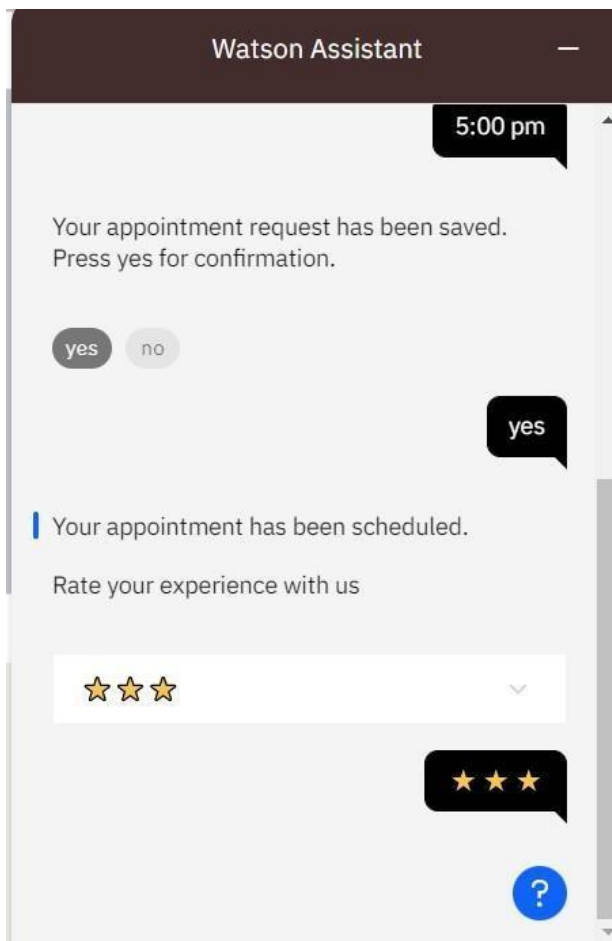 Watson Assistant
5:00 pm
Your appointment request has been saved.
Press yes for confirmation.
yes no
yes
Your appointment has been scheduled.
Rate your experience with us
⭐⭐⭐
★ ★ ★
?